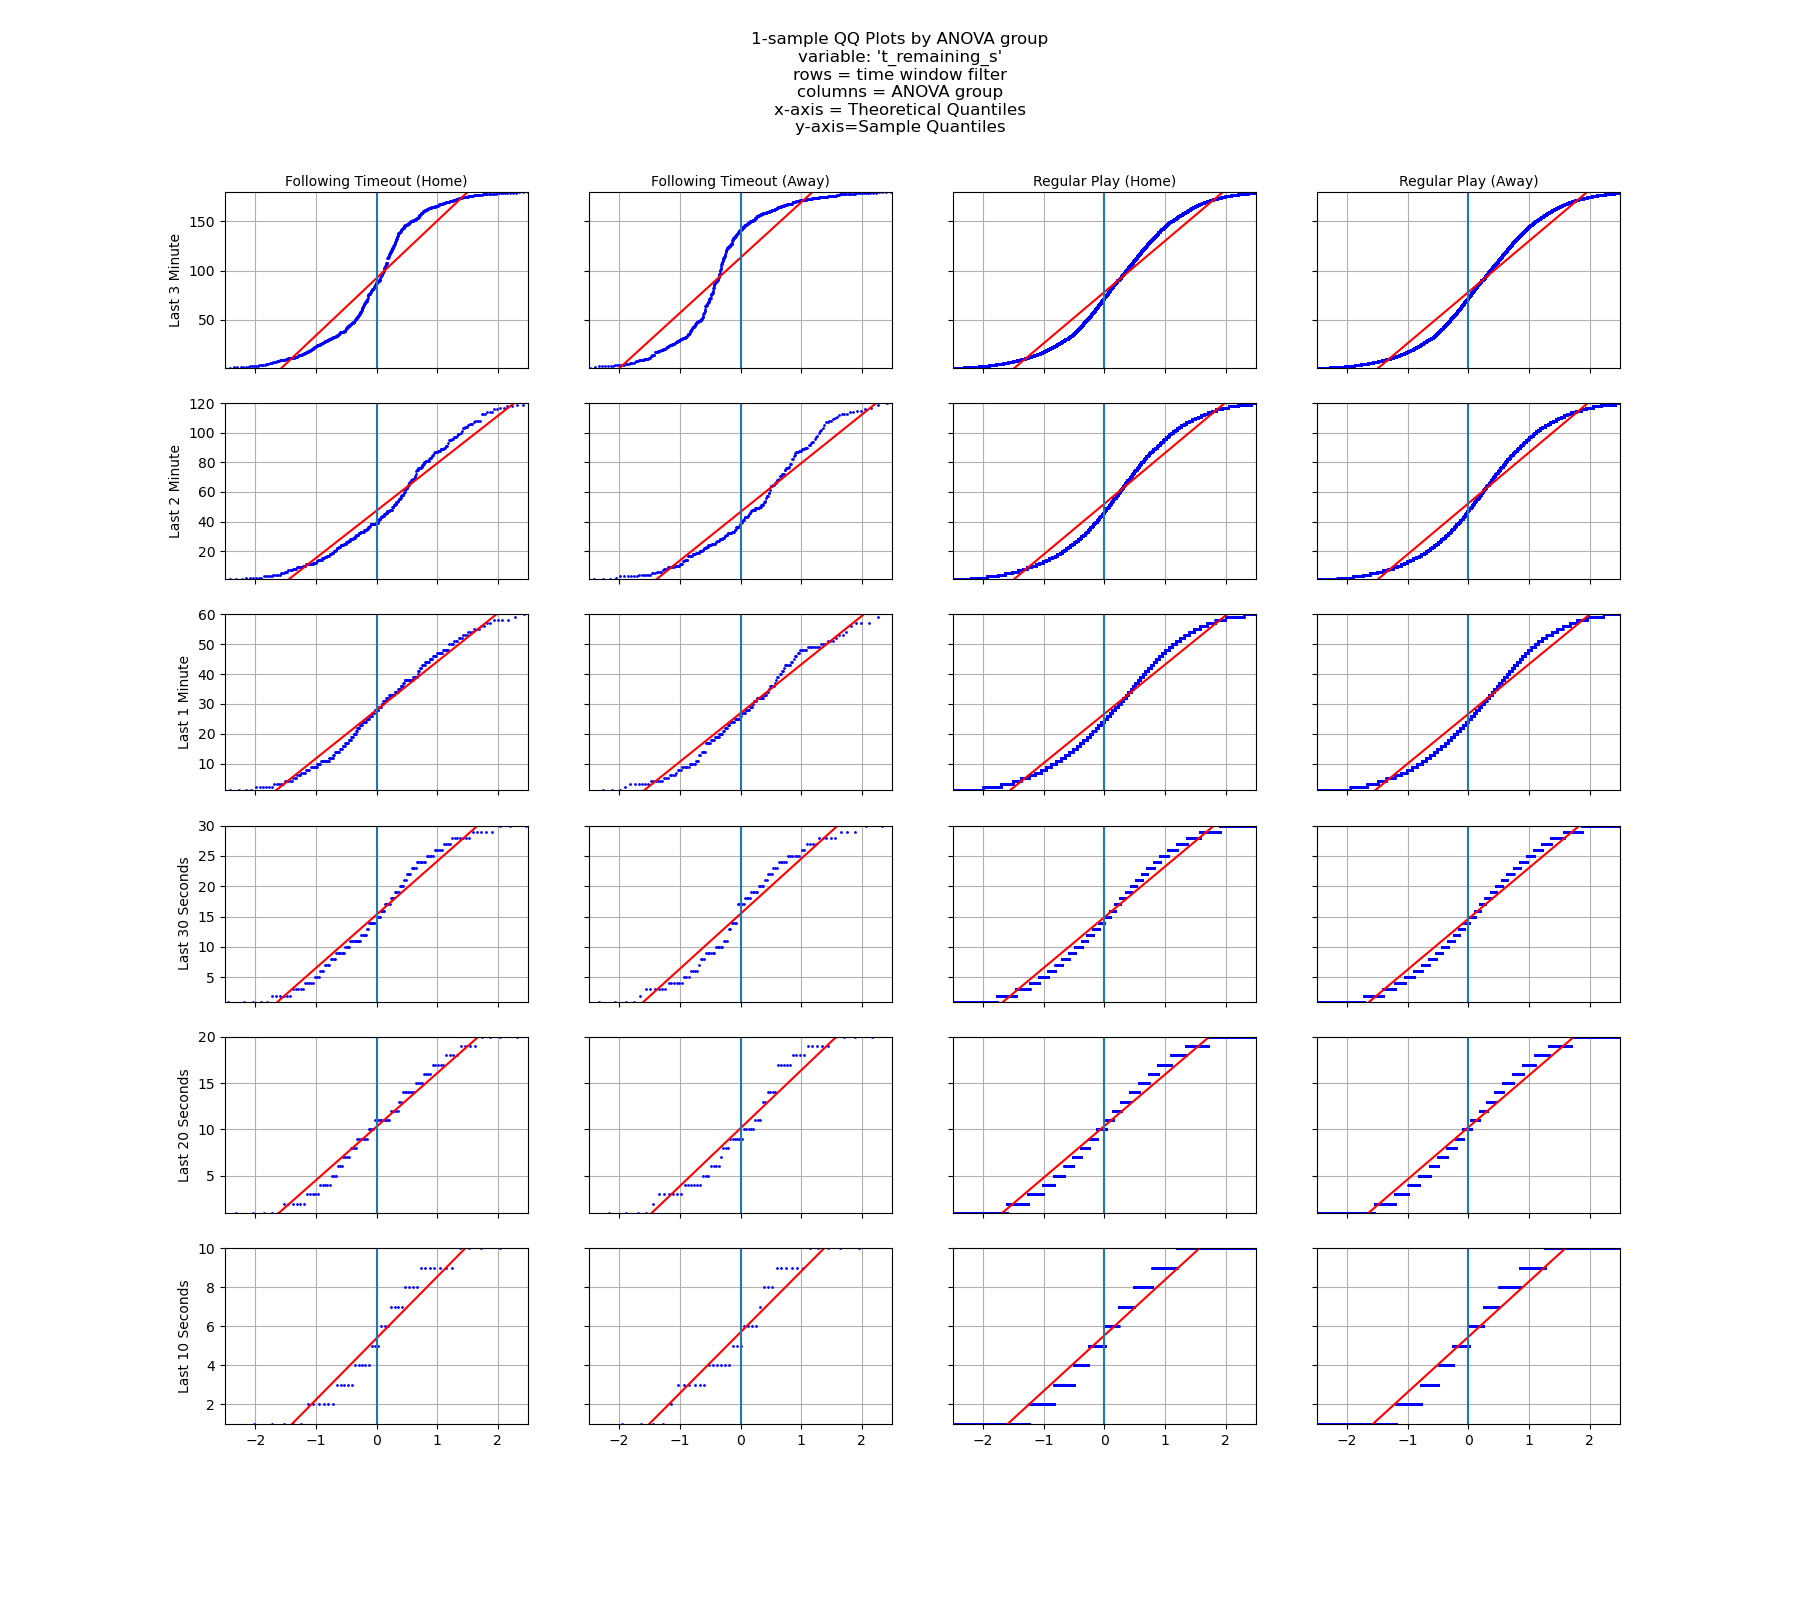 1-sample QQ Plots by ANOVA group
variable: 't_remaining_s'
rows = time window filter
columns = ANOVA group
x-axis = Theoretical Quantiles
y-axis=Sample Quantiles
Following Timeout (Home)
Following Timeout (Away)
Regular Play (Home)
Regular Play (Away)
Last 3 Minute
150
100
50
Last 2 Minute
120
100
80
60
40
20
Last 1 Minute
60
50
40
30
20
10
Last 30 Seconds
30
25
20
15
10
5
Last 20 Seconds
20
15
10
5
Last 10 Seconds
10
8
6
4
2
−2 −1 0 1 2
−2 −1 0 1 2
−2 −1 0 1 2
−2 −1 0 1 2